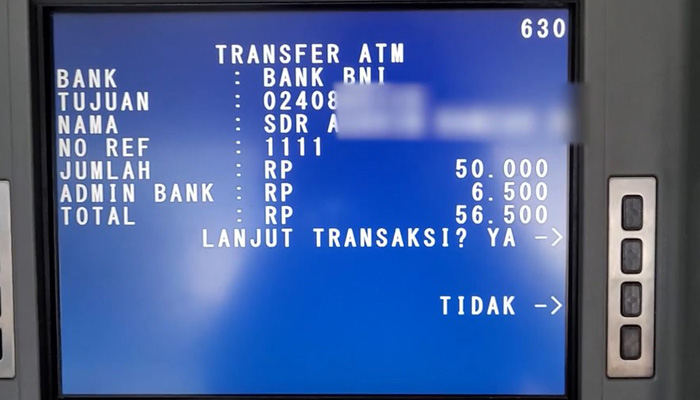 630
TRANSFER ATM
BANK : BANK BNI
TUJUAN : 02408
NAMA : SDR A
NO REF : 1111
JUMLAH : RP 50.000
ADMIN BANK : RP 6.500
TOTAL : RP 56.500
LANJUT TRANSAKSI? YA ->
TIDAK ->